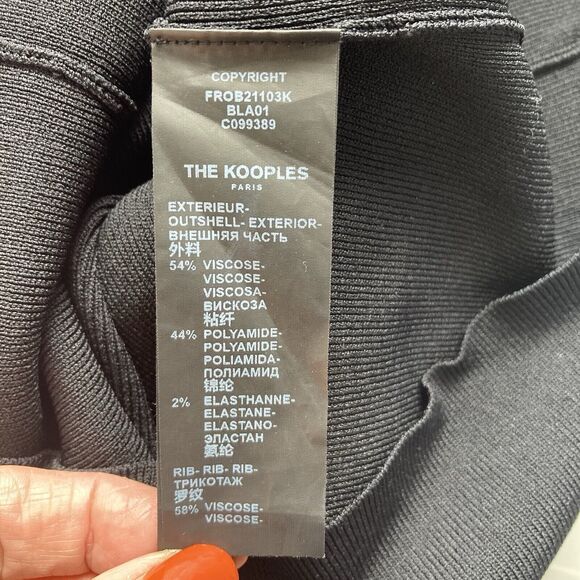 COPYRIGHT
FROB21103K
BLA01
C099389
THE KOOPLES
PARIS
EXTERIEUR-
OUTSHELL- EXTERIOR-
ВНЕШНЯЯ ЧАСТЬ
外料
54% VISCOSE-
VISCOSE-
VISCOSA-
ВИСКОЗА
粘纤
44% POLYAMIDE-
POLYAMIDE-
POLIAMIDA-
ПОЛИАМИД
锦纶
2% ELASTHANNE-
ELASTANE-
ELASTANO-
ЭЛАСТАН
氨纶
RIB- RIB- RIB-
ТРИКОТАЖ
罗纹
58% VISCOSE-
VISCOSE-